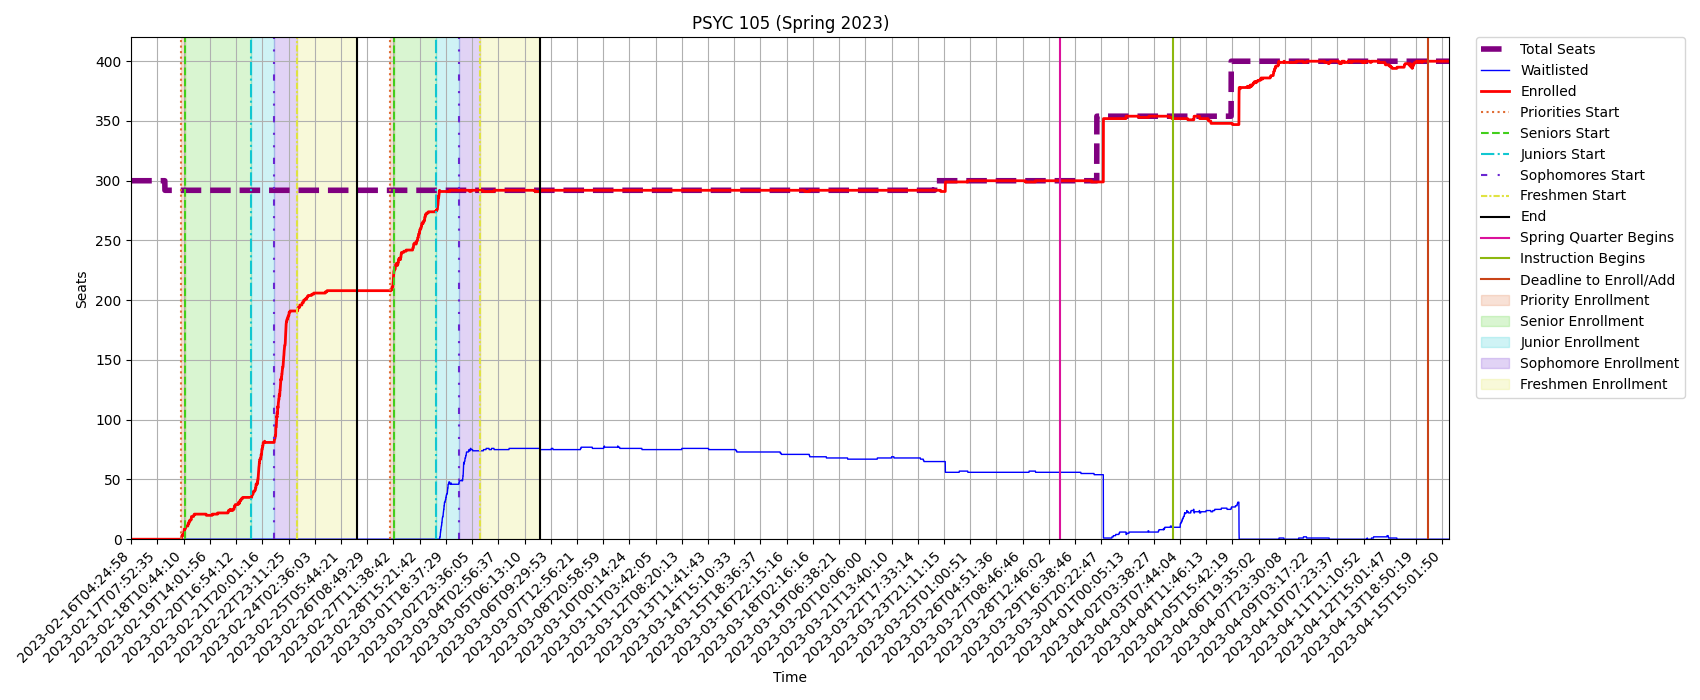 PSYC 105 (Spring 2023)
Seats
400
350
300
250
200
150
100
50
0
2023-02-16T04:24:58
2023-02-17T07:52:35
2023-02-18T10:44:10
2023-02-19T14:01:56
2023-02-20T16:54:12
2023-02-21T20:01:16
2023-02-22T23:11:25
2023-02-24T02:36:03
2023-02-25T05:44:21
2023-02-26T08:49:29
2023-02-27T11:38:42
2023-02-28T15:21:42
2023-03-01T18:37:29
2023-03-02T23:36:05
2023-03-04T02:56:37
2023-03-05T06:13:10
2023-03-06T09:29:53
2023-03-07T12:56:21
2023-03-08T20:58:59
2023-03-10T00:14:24
2023-03-11T03:42:05
2023-03-12T08:20:13
2023-03-13T11:41:43
2023-03-14T15:10:33
2023-03-15T18:36:37
2023-03-16T22:15:16
2023-03-18T02:16:16
2023-03-19T06:38:21
2023-03-20T10:06:00
2023-03-21T13:40:10
2023-03-22T17:33:14
2023-03-23T21:11:15
2023-03-25T01:00:51
2023-03-26T04:51:36
2023-03-27T08:46:46
2023-03-28T12:46:02
2023-03-29T16:38:46
2023-03-30T20:22:47
2023-04-01T00:05:13
2023-04-02T03:38:27
2023-04-03T07:44:04
2023-04-04T11:46:13
2023-04-05T15:42:19
2023-04-06T19:35:02
2023-04-07T23:30:08
2023-04-09T03:17:22
2023-04-10T07:23:37
2023-04-11T11:10:52
2023-04-12T15:01:47
2023-04-13T18:50:19
2023-04-15T15:01:50
Time
Total Seats
Waitlisted
Enrolled
Priorities Start
Seniors Start
Juniors Start
Sophomores Start
Freshmen Start
End
Spring Quarter Begins
Instruction Begins
Deadline to Enroll/Add
Priority Enrollment
Senior Enrollment
Junior Enrollment
Sophomore Enrollment
Freshmen Enrollment